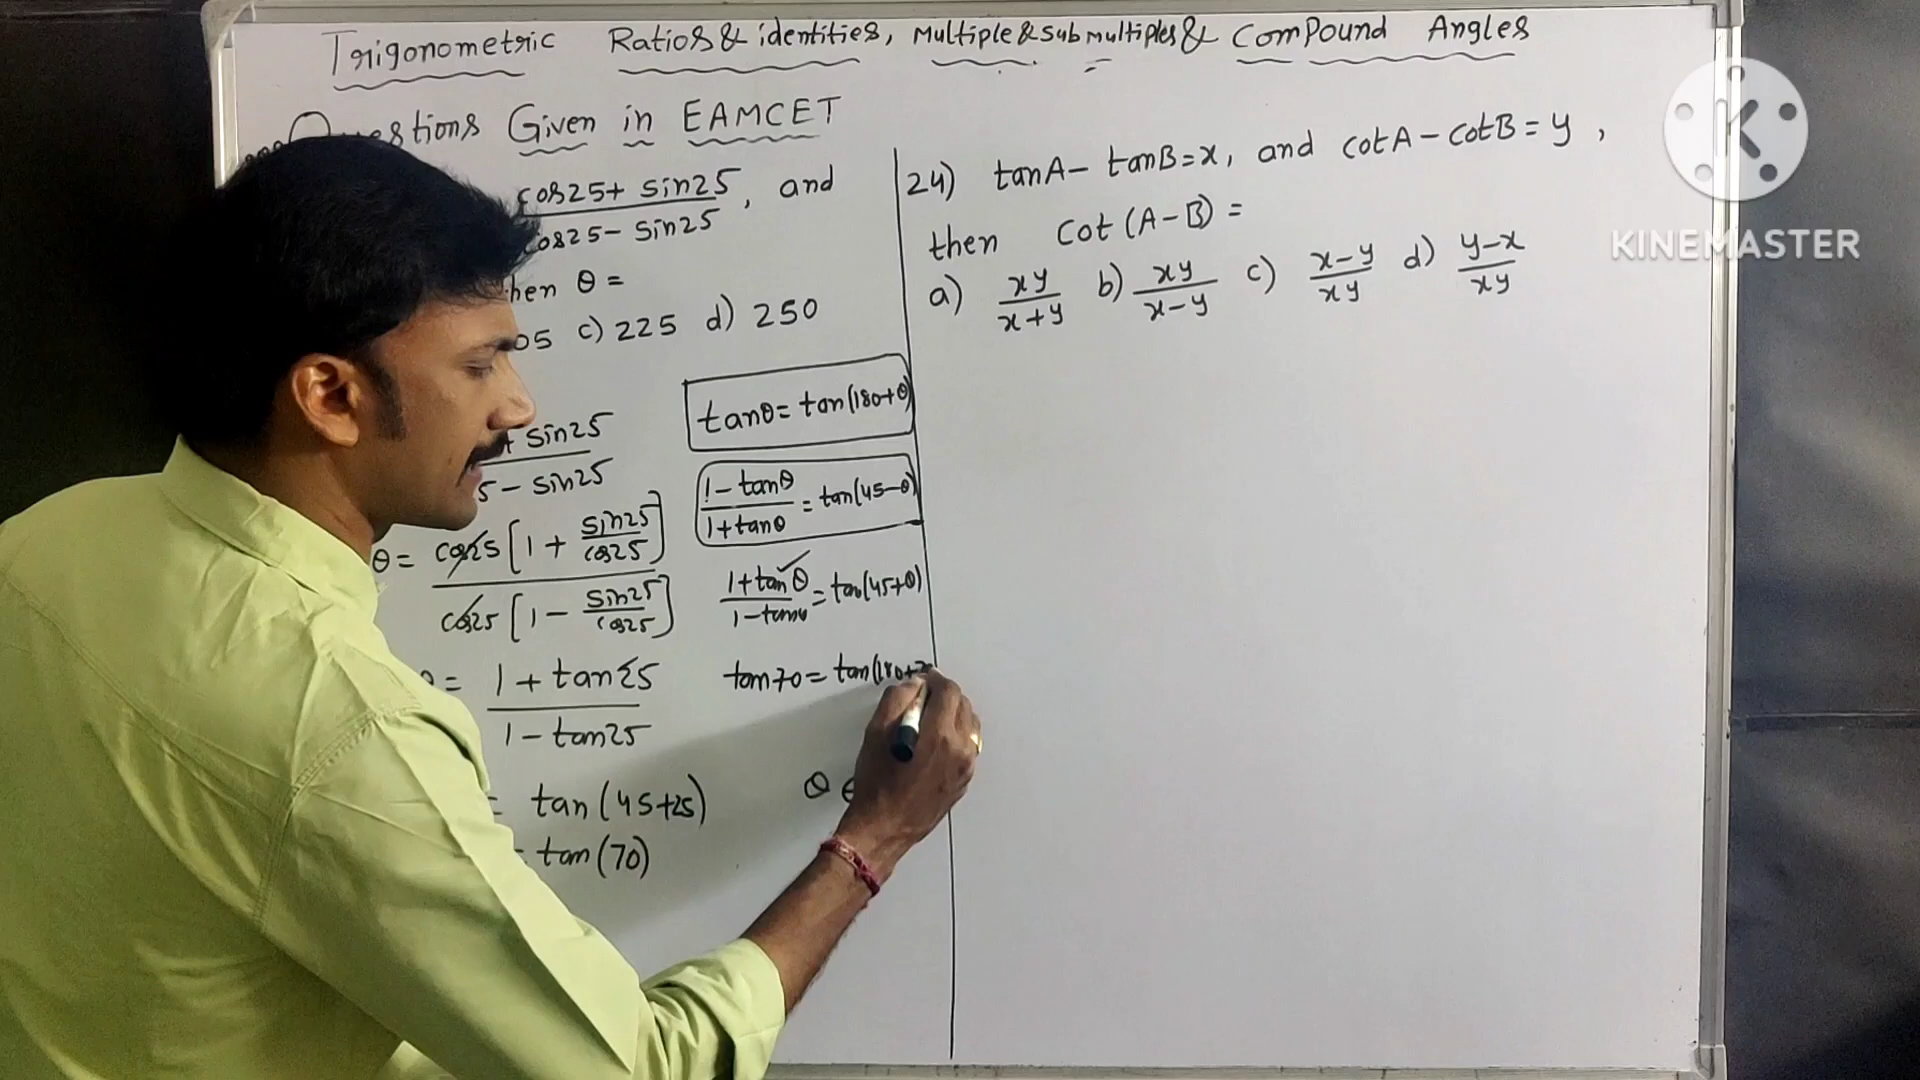 Trigonometric Ratios & identities, Multiple & Submultiples & Compound Angles
Questions Given in EAMCET
cos25+ sin25 , and
cos25- sin25
then θ =
05 c) 225 d) 250
+ sin25
5 - sin25
θ = cos25 [1 + sin25/cos25]
cos25 [1 - sin25/cos25]
θ = 1 + tan25
1 - tan25
= tan (45+25)
= tan (70)
tanθ = tan(180+θ)
1 - tanθ / 1+tanθ = tan(45-θ)
1+tanθ / 1-tanθ = tan(45+θ)
tan70 = tan(180+7
θ
24) tanA - tanB = x, and cotA - cotB = y ,
then cot (A-B) =
a) xy/x+y b) xy/x-y c) x-y/xy d) y-x/xy
K
KINEMASTER